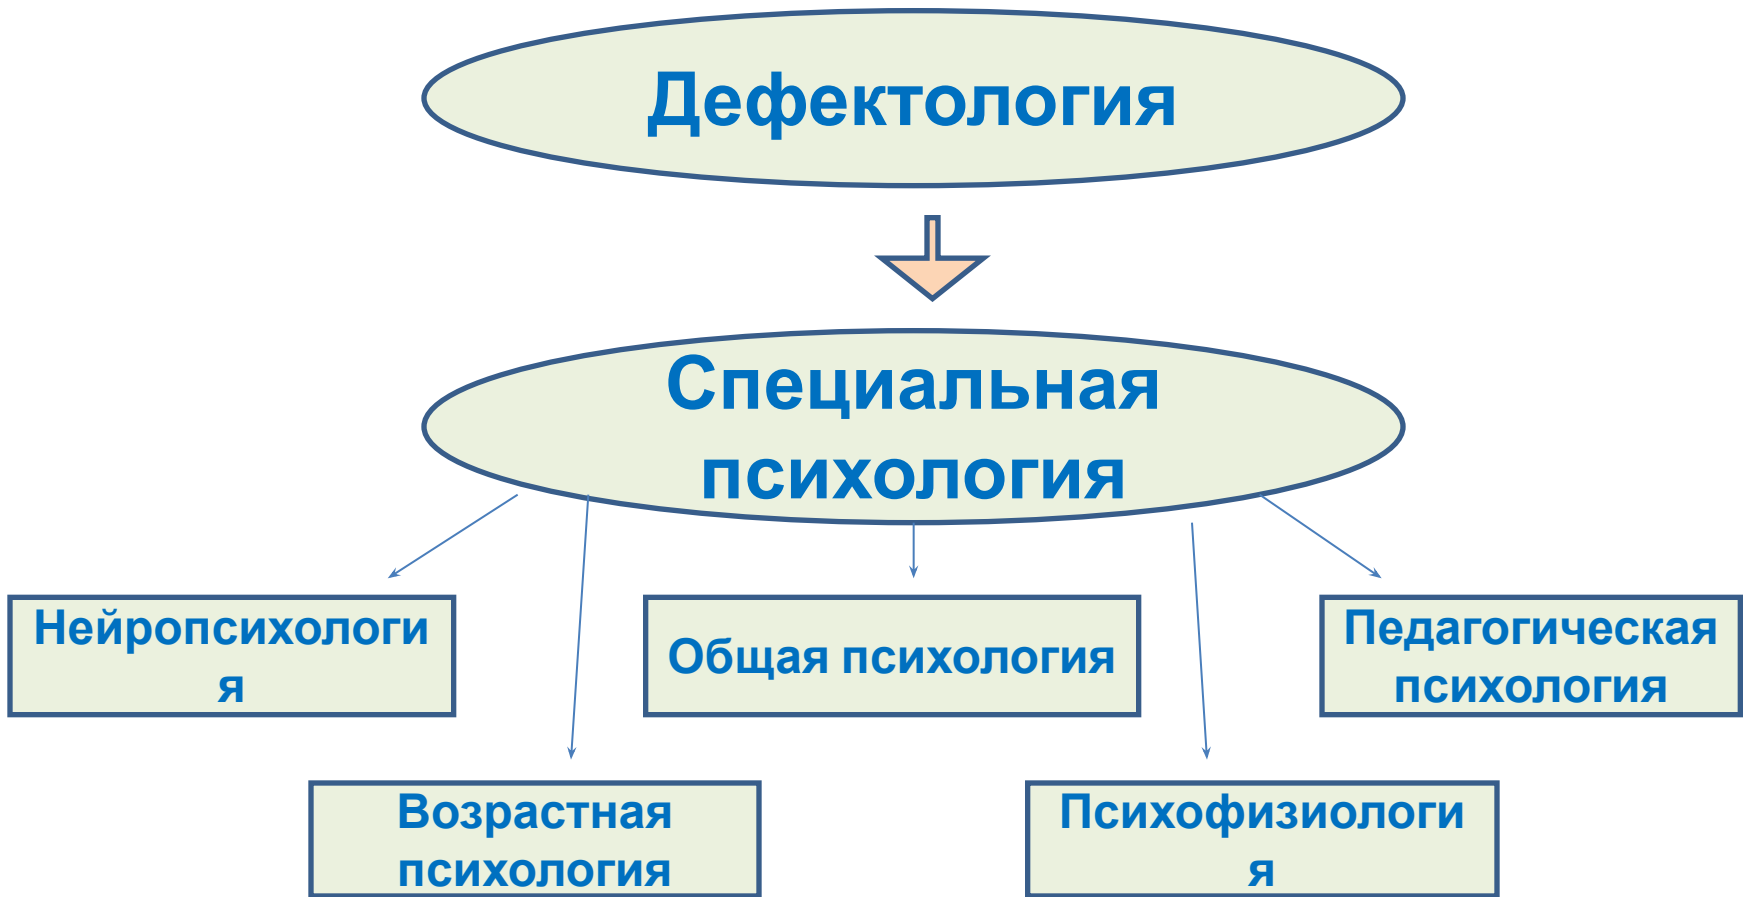 Дефектология
Специальная
психология
Нейропсихологи
я
Общая психология
Педагогическая
психология
Возрастная
психология
Психофизиологи
я